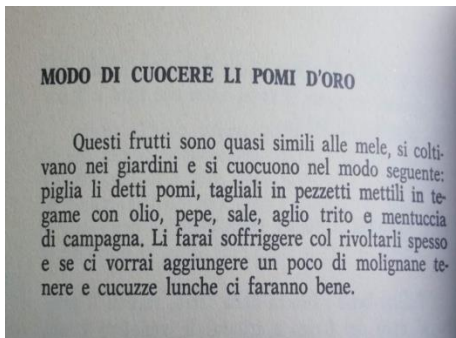 MODO DI CUOCERE LI POMI D'ORO
Questi frutti sono quasi simili alle mele, si colti-
vano nei giardini e si cuocuono nel modo seguente:
piglia li detti pomi, tagliali in pezzetti mettili in te-
game con olio, pepe, sale, aglio trito e mentuccia
di campagna. Li farai soffriggere col rivoltarli spesso
e se ci vorrai aggiungere un poco di molignane te-
nere e cucuzze lunche ci faranno bene.